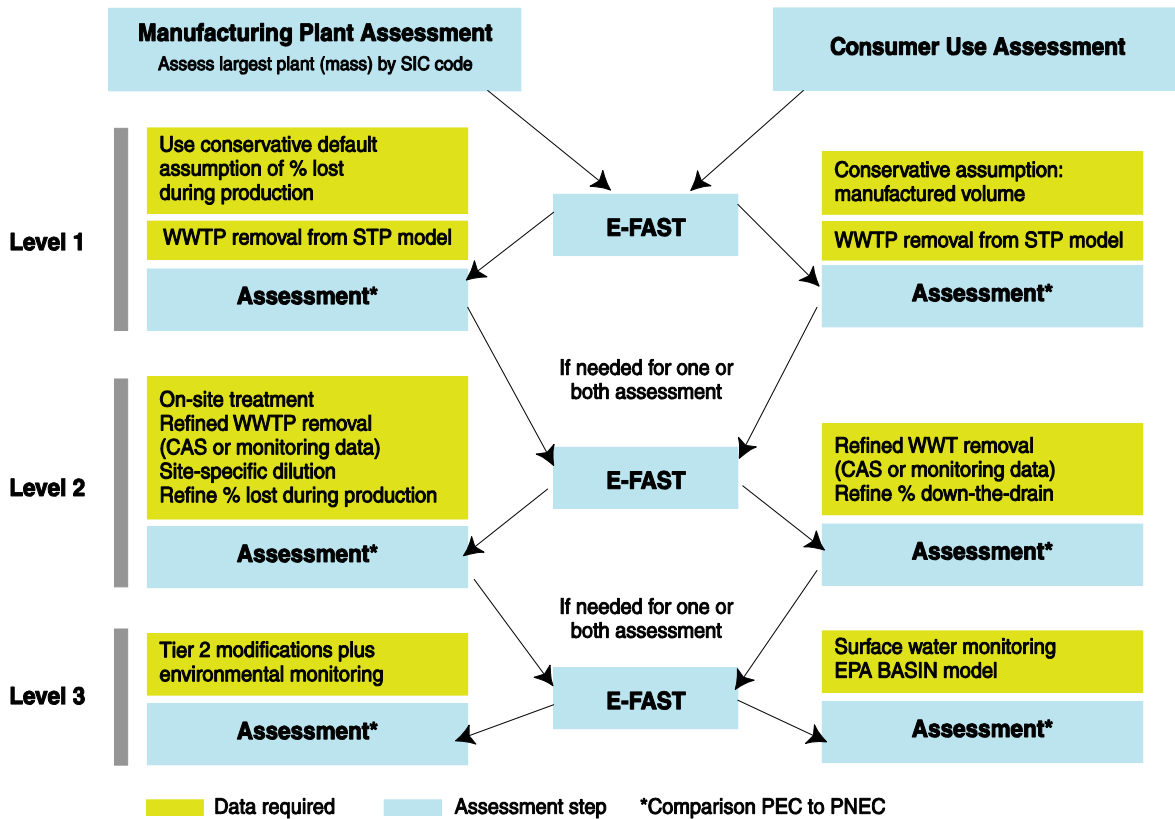 Manufacturing Plant Assessment
Assess largest plant (mass) by SIC code
Consumer Use Assessment
Level 1
Use conservative default
assumption of % lost
during production
WWTP removal from STP model
Assessment*
E-FAST
Conservative assumption:
manufactured volume
WWTP removal from STP model
Assessment*
If needed for one or
both assessment
Level 2
On-site treatment
Refined WWTP removal
(CAS or monitoring data)
Site-specific dilution
Refine % lost during production
Assessment*
E-FAST
Refined WWT removal
(CAS or monitoring data)
Refine % down-the-drain
Assessment*
If needed for one or
both assessment
Level 3
Tier 2 modifications plus
environmental monitoring
Assessment*
E-FAST
Surface water monitoring
EPA BASIN model
Assessment*
Data required
Assessment step
*Comparison PEC to PNEC